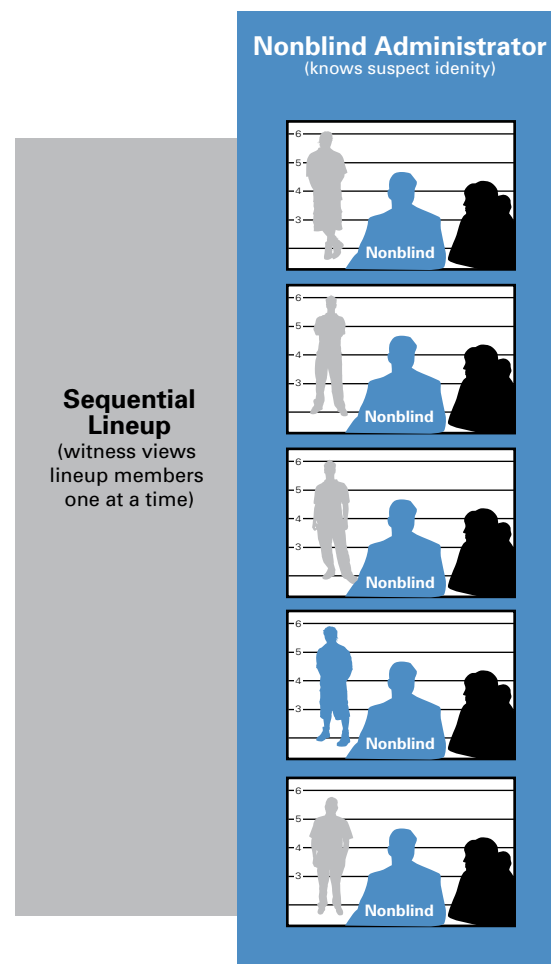 Nonblind Administrator
(knows suspect idenity)
6
5
4
3
Nonblind
6
5
4
3
Nonblind
Sequential
Lineup
(witness views
lineup members
one at a time)
6
5
4
3
Nonblind
6
5
4
3
Nonblind
6
5
4
3
Nonblind